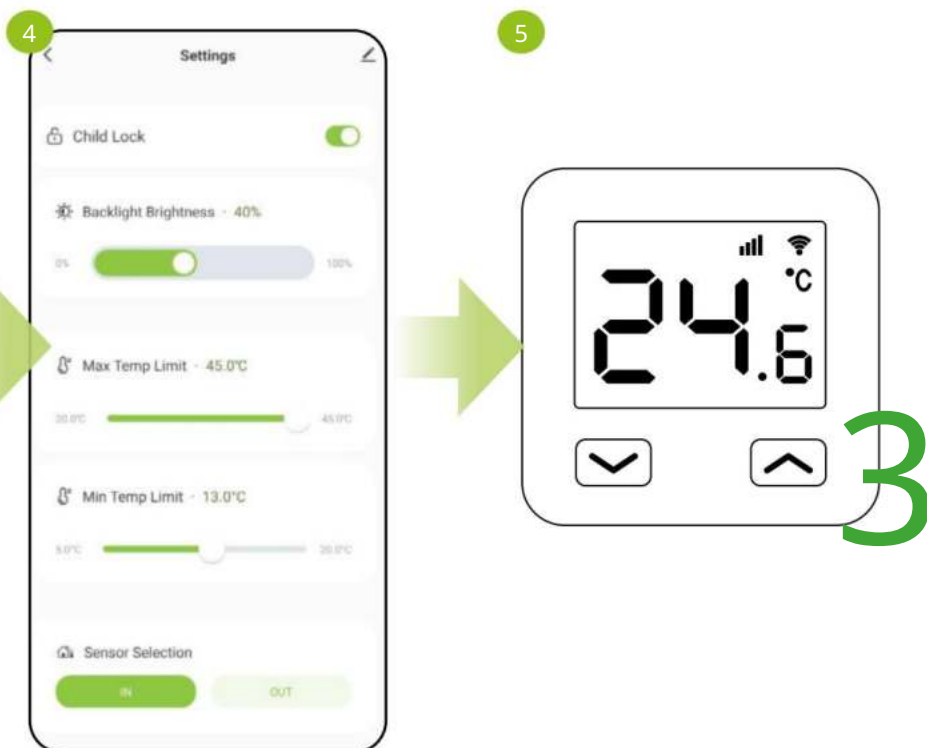 4
Settings
Child Lock
Backlight Brightness · 40%
0% 100%
Max Temp Limit · 45.0°C
20.0°C 45.0°C
Min Temp Limit · 13.0°C
5.0°C 20.0°C
Sensor Selection
IN OUT
5
°C
24.6
3